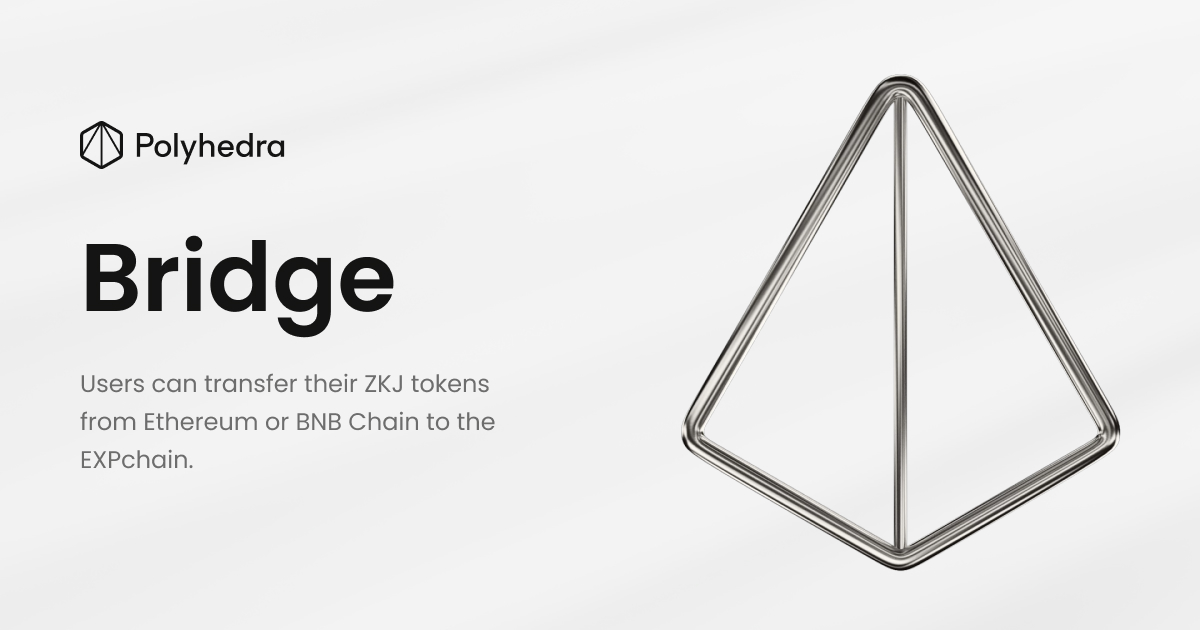 Polyhedra
Bridge
Users can transfer their ZKJ tokens
from Ethereum or BNB Chain to the
EXPchain.